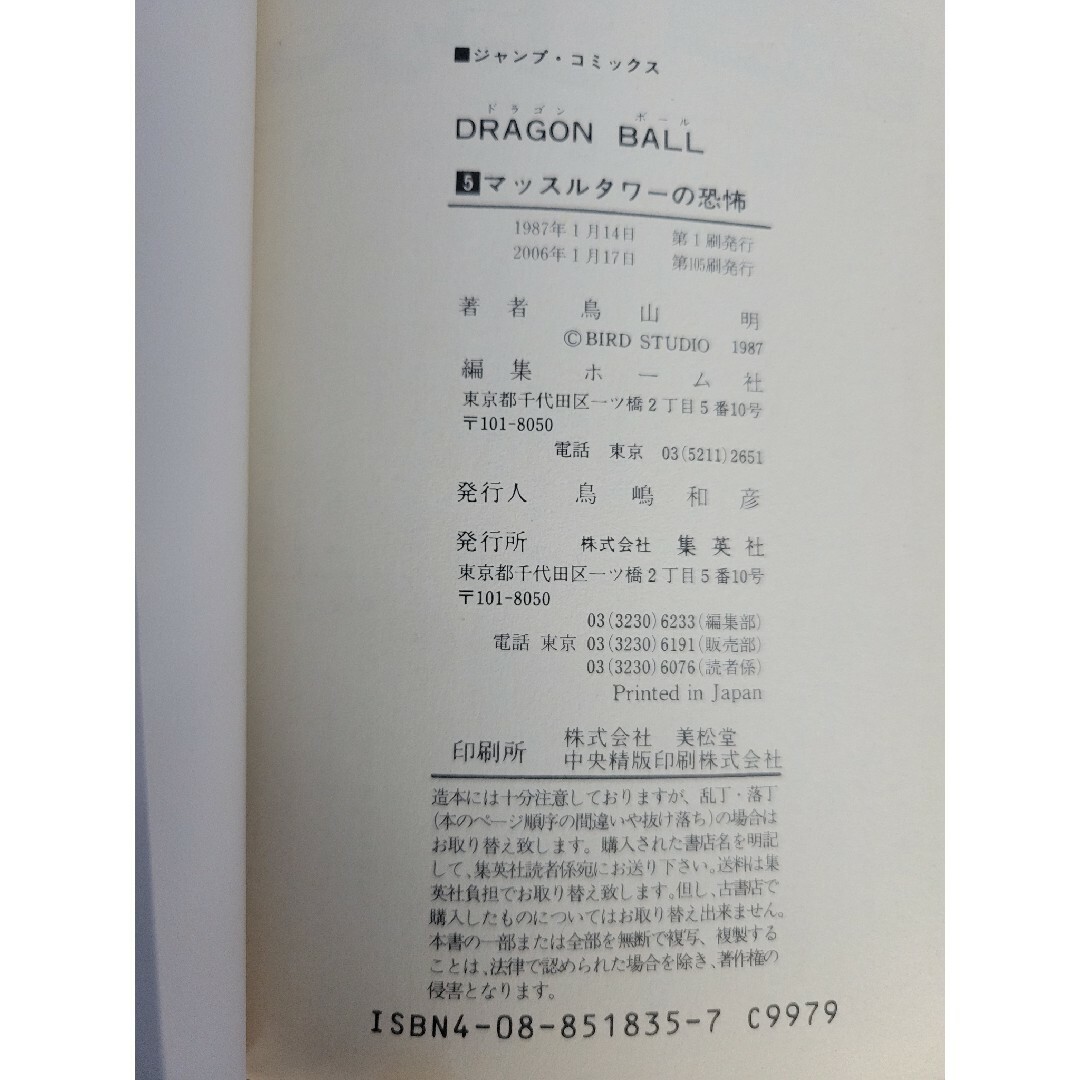 ■ジャンプ・コミックス
ドラゴン ボール
DRAGON BALL
5マッスルタワーの恐怖
1987年1月14日 第1刷発行
2006年1月17日 第105刷発行
著者 鳥山明
©BIRD STUDIO 1987
編集 ホーム社
東京都千代田区一ツ橋2丁目5番10号
〒101-8050
電話 東京 03(5211)2651
発行人 鳥嶋和彦
発行所 株式会社 集英社
東京都千代田区一ツ橋2丁目5番10号
〒101-8050
03(3230)6233(編集部)
電話 東京 03(3230)6191(販売部)
03(3230)6076(読者係)
Printed in Japan
印刷所 株式会社 美松堂
中央精版印刷株式会社
造本には十分注意しておりますが、乱丁・落丁
(本のページ順序の間違いや抜け落ち)の場合は
お取り替え致します。購入された書店名を明記
して、集英社読者係宛にお送り下さい。送料は集
英社負担でお取り替え致します。但し、古書店で
購入したものについてはお取り替え出来ません。
本書の一部または全部を無断で複写、複製する
ことは、法律で認められた場合を除き、著作権の
侵害となります。
ISBN4-08-851835-7 C9979